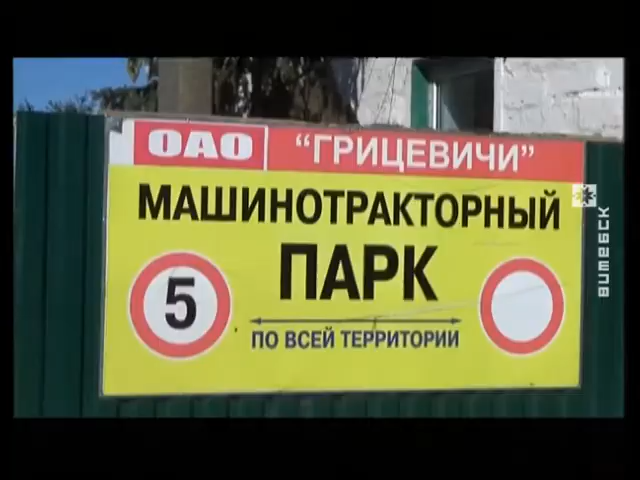 ОАО "ГРИЦЕВИЧИ"
МАШИНОТРАКТОРНЫЙ
ПАРК
5
ПО ВСЕЙ ТЕРРИТОРИИ
витебск